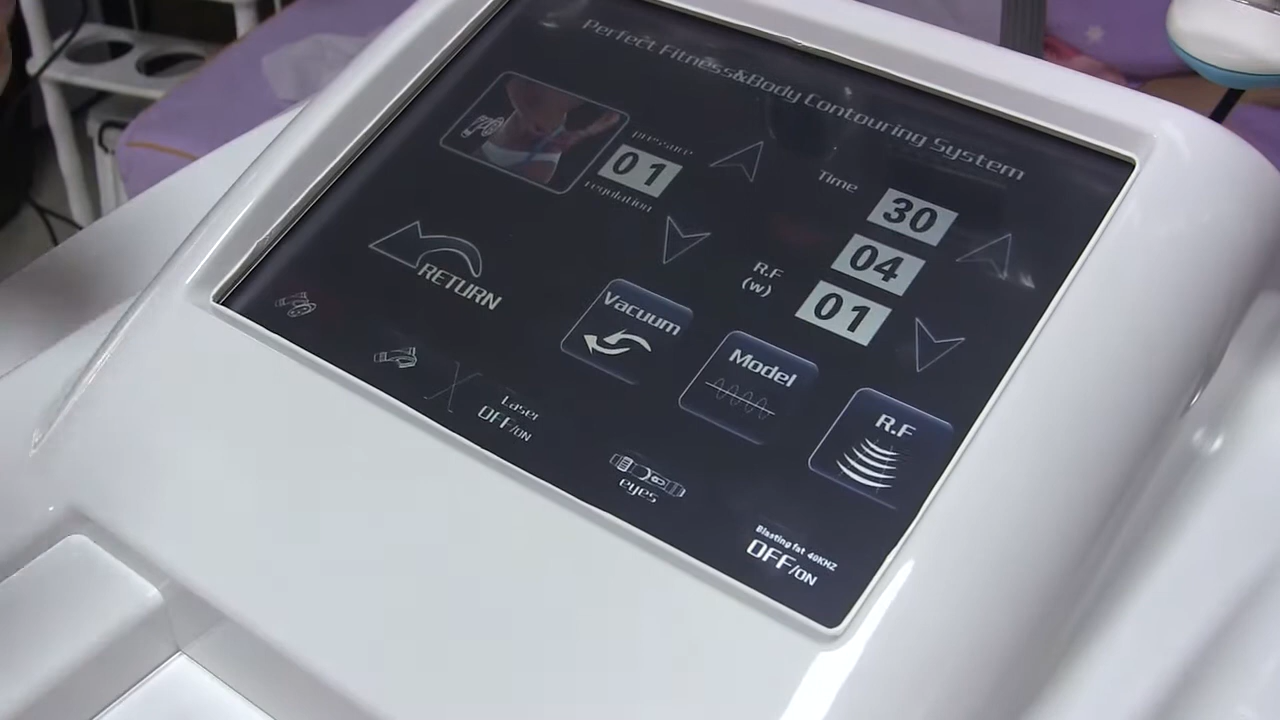 Perfect Fitness&Body Contouring System
pressure
01
regulation
Time
30
04
R.F
(w)
01
RETURN
Vacuum
Model
R.F
Laser
OFF/ON
eyes
Blasting fat 40KHZ
OFF/ON